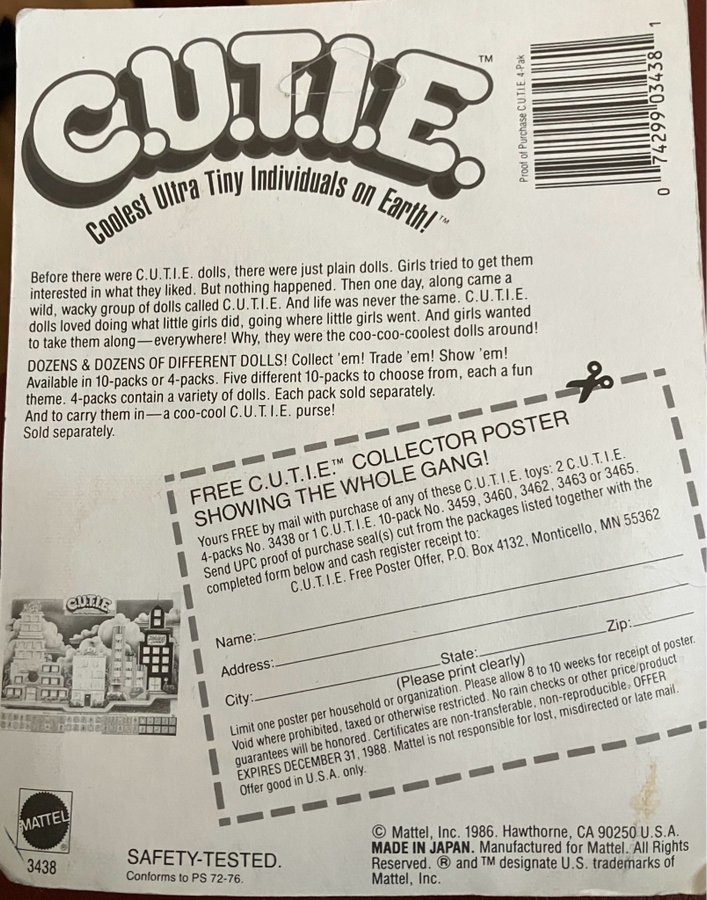 C.U.T.I.E.™
Coolest Ultra Tiny Individuals on Earth!™
Proof of Purchase C.U.T.I.E. 4-Pak
0 74299 03438 1
Before there were C.U.T.I.E. dolls, there were just plain dolls. Girls tried to get them
interested in what they liked. But nothing happened. Then one day, along came a
wild, wacky group of dolls called C.U.T.I.E. And life was never the same. C.U.T.I.E.
dolls loved doing what little girls did, going where little girls went. And girls wanted
to take them along—everywhere! Why, they were the coo-coo-coolest dolls around!
DOZENS & DOZENS OF DIFFERENT DOLLS! Collect 'em! Trade 'em! Show 'em!
Available in 10-packs or 4-packs. Five different 10-packs to choose from, each a fun
theme. 4-packs contain a variety of dolls. Each pack sold separately.
And to carry them in—a coo-cool C.U.T.I.E. purse!
Sold separately.
FREE C.U.T.I.E.™ COLLECTOR POSTER
SHOWING THE WHOLE GANG!
Yours FREE by mail with purchase of any of these C.U.T.I.E. toys: 2 C.U.T.I.E.
4-packs No. 3438 or 1 C.U.T.I.E. 10-pack No. 3459, 3460, 3462, 3463 or 3465.
Send UPC proof of purchase seal(s) cut from the packages listed together with the
completed form below and cash register receipt to:
C.U.T.I.E. Free Poster Offer, P.O. Box 4132, Monticello, MN 55362
Name:
Address:
City: State: Zip:
(Please print clearly)
Limit one poster per household or organization. Please allow 8 to 10 weeks for receipt of poster.
Void where prohibited, taxed or otherwise restricted. No rain checks or other price/product
guarantees will be honored. Certificates are non-transferable, non-reproducible. OFFER
EXPIRES DECEMBER 31, 1988. Mattel is not responsible for lost, misdirected or late mail.
Offer good in U.S.A. only.
C.U.T.I.E.
MATTEL®
3438
SAFETY-TESTED.
Conforms to PS 72-76.
© Mattel, Inc. 1986. Hawthorne, CA 90250 U.S.A.
MADE IN JAPAN. Manufactured for Mattel. All Rights
Reserved. ® and ™ designate U.S. trademarks of
Mattel, Inc.